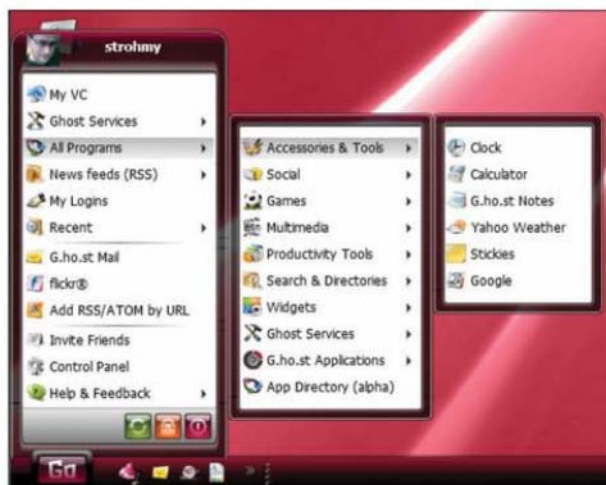 strohmy
My VC
Ghost Services
All Programs
News feeds (RSS)
My Logins
Recent
G.ho.st Mail
flickr®
Add RSS/ATOM by URL
Invite Friends
Control Panel
Help & Feedback
Accessories & Tools
Social
Games
Multimedia
Productivity Tools
Search & Directories
Widgets
Ghost Services
G.ho.st Applications
App Directory (alpha)
Clock
Calculator
G.ho.st Notes
Yahoo Weather
Stickies
Google
Go